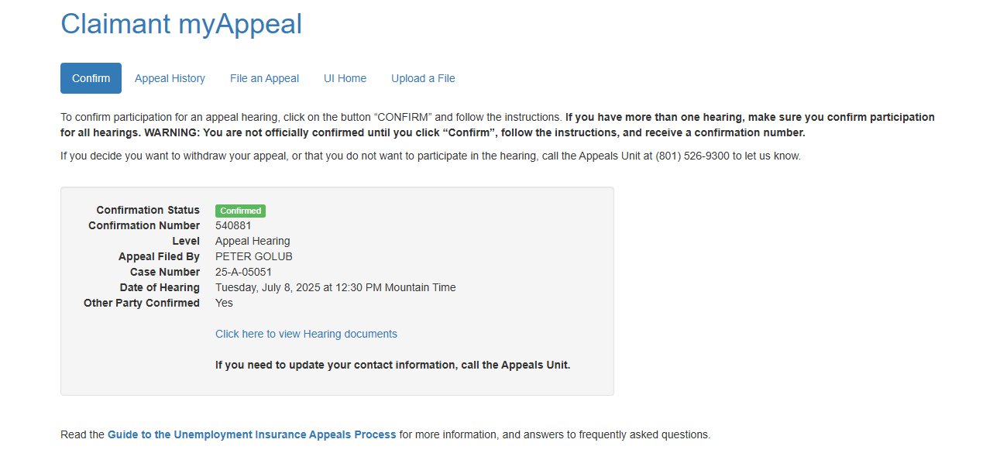 Claimant myAppeal
Confirm Appeal History File an Appeal UI Home Upload a File
To confirm participation for an appeal hearing, click on the button “CONFIRM” and follow the instructions. If you have more than one hearing, make sure you confirm participation
for all hearings. WARNING: You are not officially confirmed until you click “Confirm”, follow the instructions, and receive a confirmation number.
If you decide you want to withdraw your appeal, or that you do not want to participate in the hearing, call the Appeals Unit at (801) 526-9300 to let us know.
Confirmation Status Confirmed
Confirmation Number 540881
Level Appeal Hearing
Appeal Filed By PETER GOLUB
Case Number 25-A-05051
Date of Hearing Tuesday, July 8, 2025 at 12:30 PM Mountain Time
Other Party Confirmed Yes
Click here to view Hearing documents
If you need to update your contact information, call the Appeals Unit.
Read the Guide to the Unemployment Insurance Appeals Process for more information, and answers to frequently asked questions.